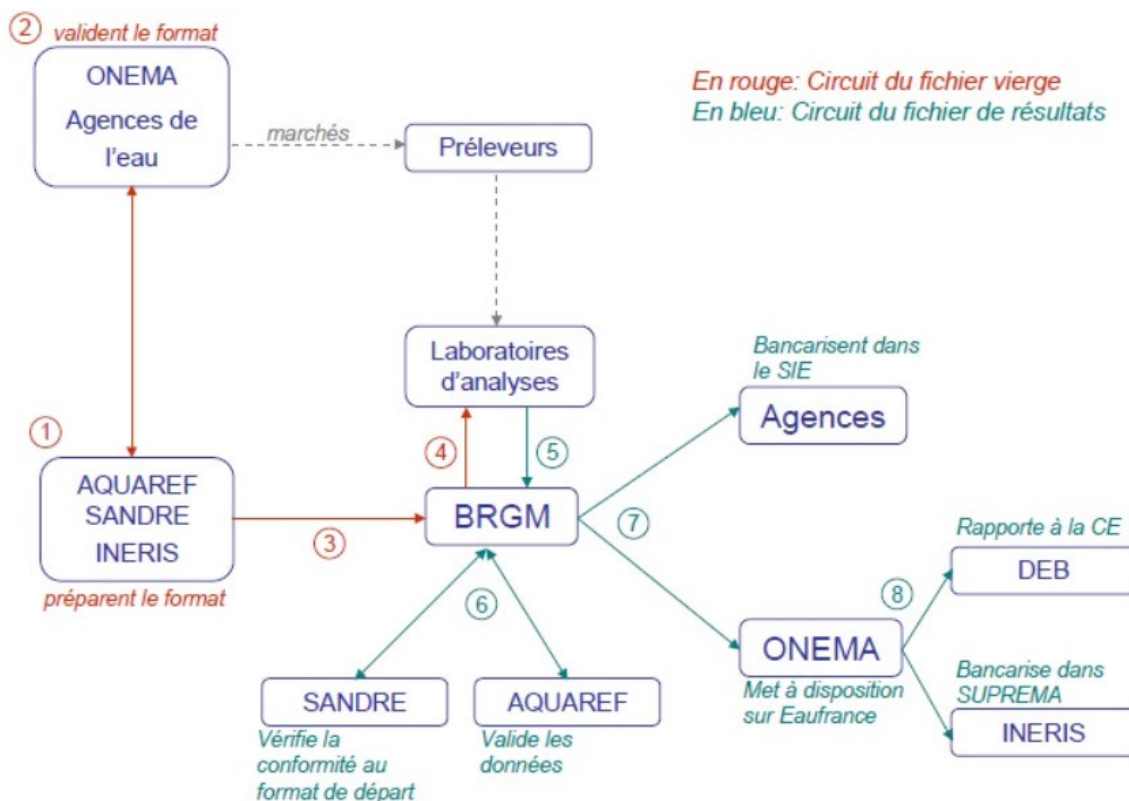 ② valident le format
ONEMA
Agences de
l'eau
marchés
Préleveurs
En rouge: Circuit du fichier vierge
En bleu: Circuit du fichier de résultats
Laboratoires
d'analyses
Bancarisent dans
le SIE
Agences
①
④
⑤
AQUAREF
SANDRE
INERIS
préparent le format
③
BRGM
⑦
Rapporte à la CE
DEB
⑥
⑧
ONEMA
Met à disposition
sur Eaufrance
Bancarise dans
SUPREMA
INERIS
SANDRE
Vérifie la
conformité au
format de départ
AQUAREF
Valide les
données